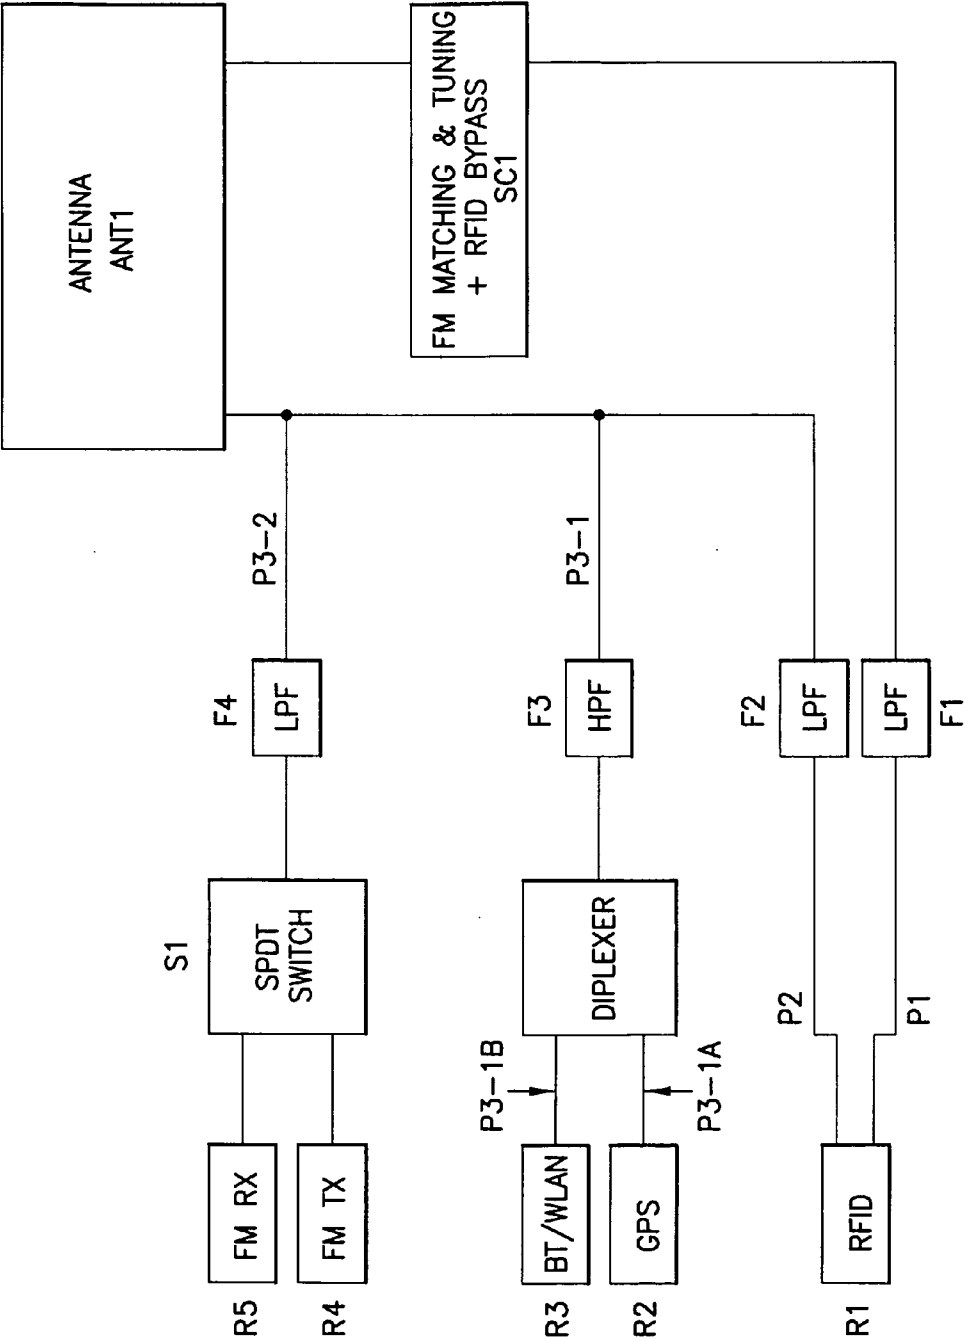 ANTENNA
ANT1
FM MATCHING & TUNING
+ RFID BYPASS
SC1
P3-2
P3-1
F4
LPF
F3
HPF
F2
LPF
LPF
F1
S1
SPDT
SWITCH
DIPLEXER
P2
P1
P3-1B
P3-1A
FM RX
FM TX
BT/WLAN
GPS
RFID
R5
R4
R3
R2
R1